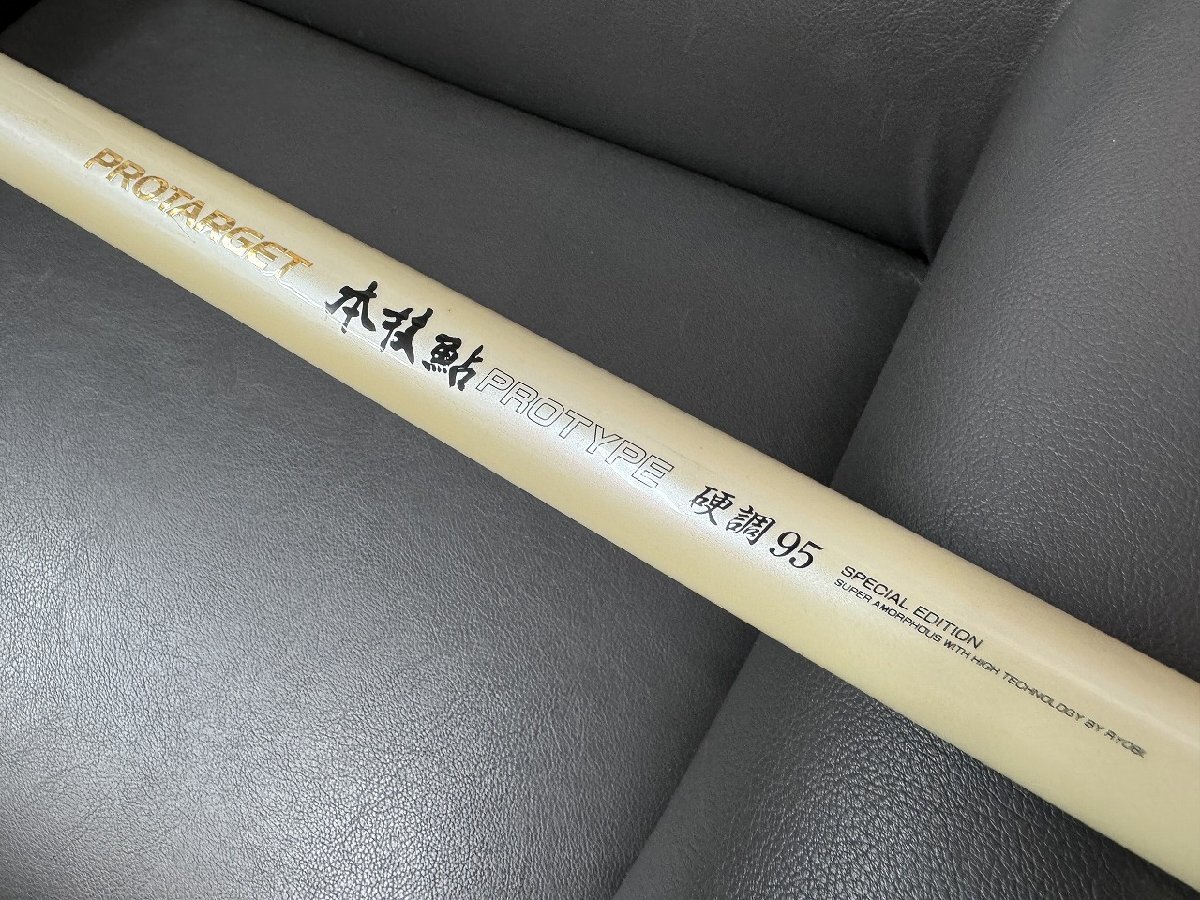 PROTARGET 本技鮎 PROTYPE 硬調 95
SPECIAL EDITION
SUPER AMORPHOUS WITH HIGH TECHNOLOGY BY RYOBI